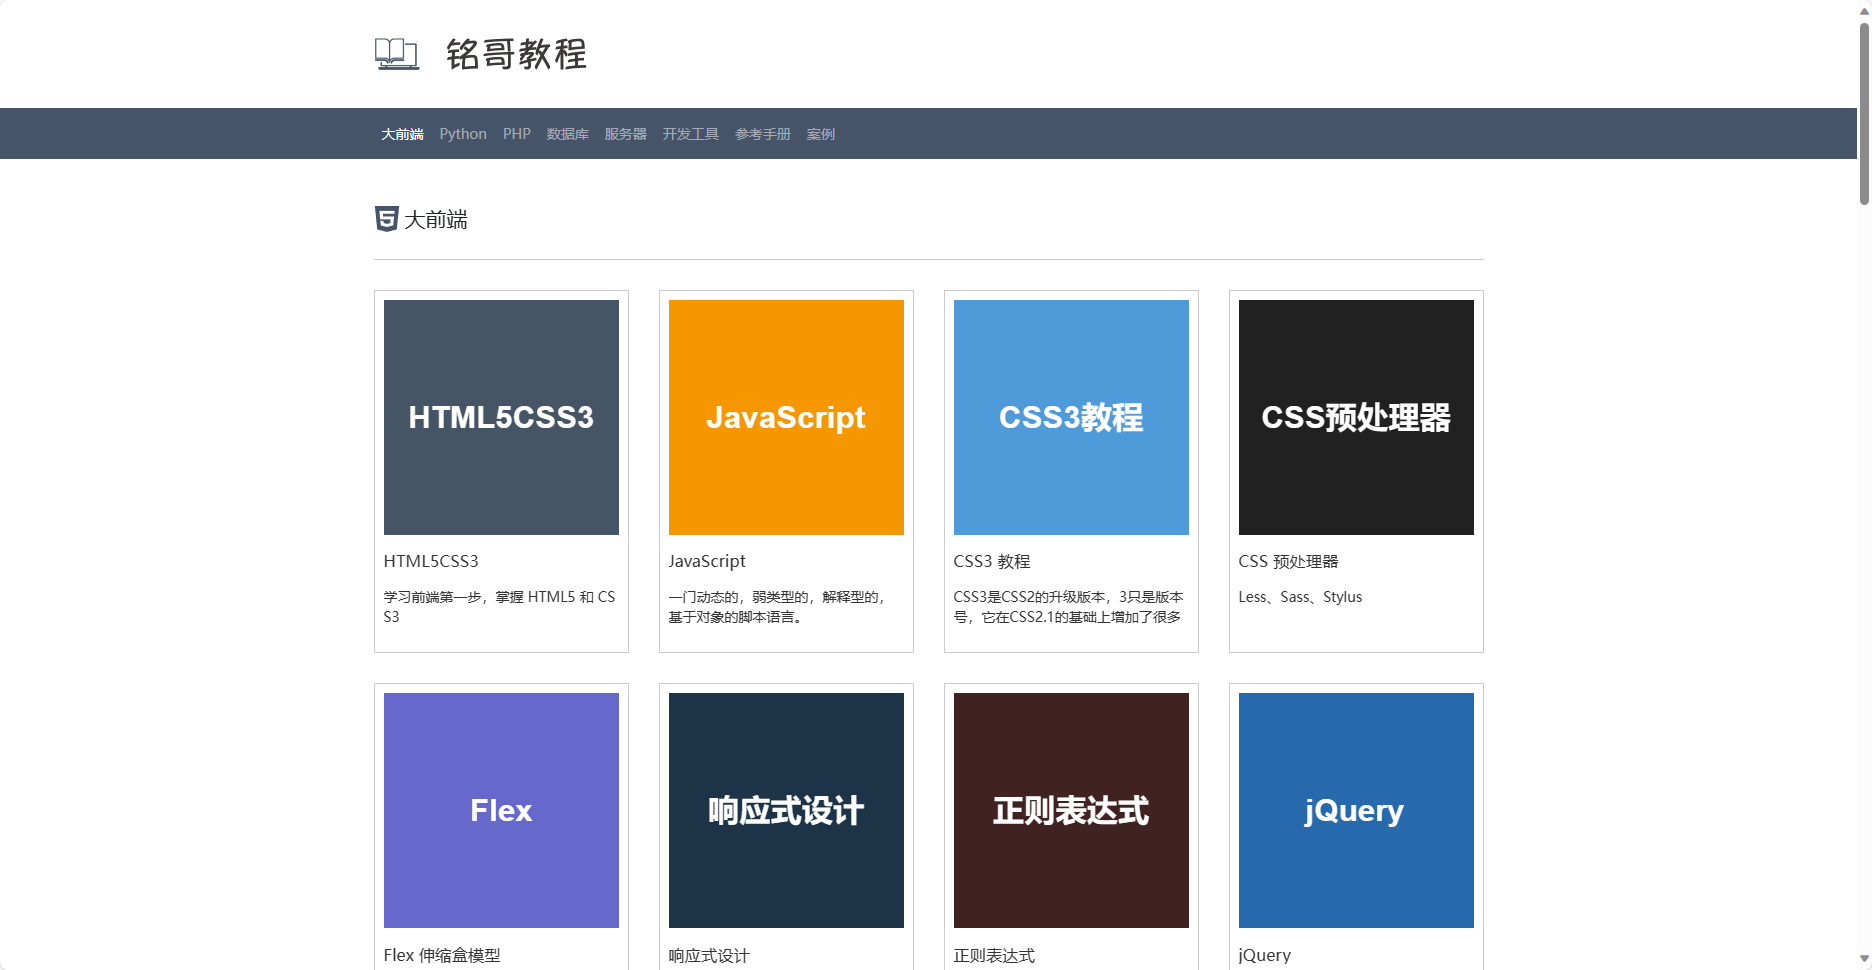 铭哥教程
大前端 Python PHP 数据库 服务器 开发工具 参考手册 案例
大前端
HTML5CSS3
JavaScript
CSS3教程
CSS预处理器
HTML5CSS3
学习前端第一步，掌握 HTML5 和 CS
S3
JavaScript
一门动态的，弱类型的，解释型的，
基于对象的脚本语言。
CSS3 教程
CSS3是CSS2的升级版本，3只是版本
号，它在CSS2.1的基础上增加了很多
CSS 预处理器
Less、Sass、Stylus
Flex
响应式设计
正则表达式
jQuery
Flex 伸缩盒模型
响应式设计
正则表达式
jQuery